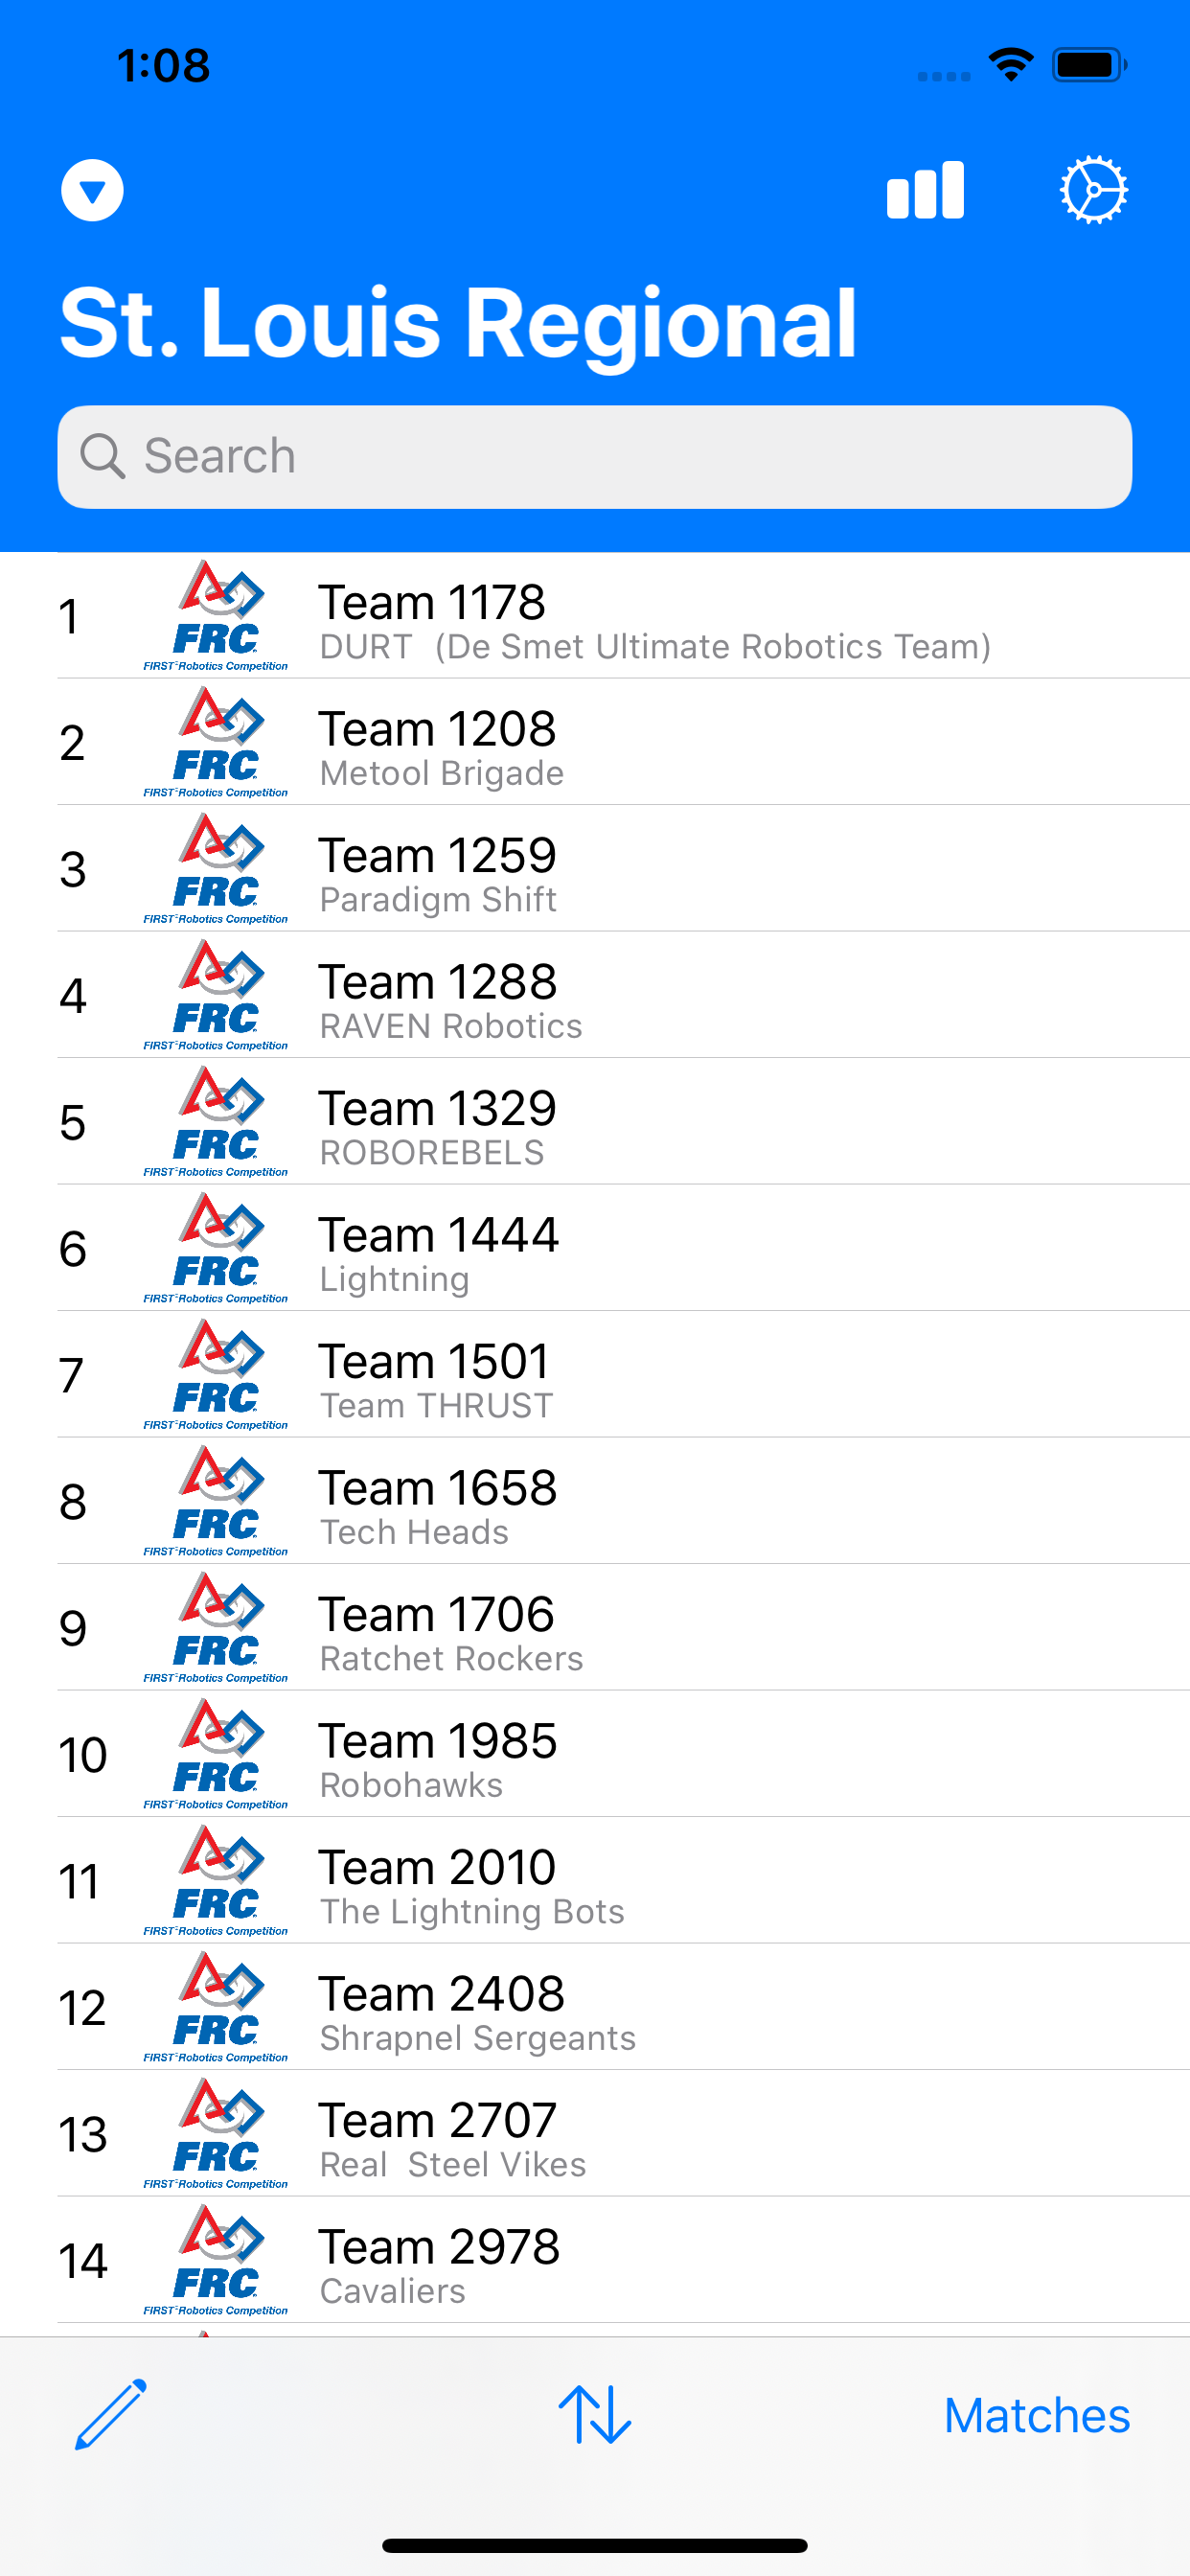 1:08
St. Louis Regional
Search
1
FRC
FIRST Robotics Competition
Team 1178
DURT  (De Smet Ultimate Robotics Team)
2
FRC
FIRST Robotics Competition
Team 1208
Metool Brigade
3
FRC
FIRST Robotics Competition
Team 1259
Paradigm Shift
4
FRC
FIRST Robotics Competition
Team 1288
RAVEN Robotics
5
FRC
FIRST Robotics Competition
Team 1329
ROBOREBELS
6
FRC
FIRST Robotics Competition
Team 1444
Lightning
7
FRC
FIRST Robotics Competition
Team 1501
Team THRUST
8
FRC
FIRST Robotics Competition
Team 1658
Tech Heads
9
FRC
FIRST Robotics Competition
Team 1706
Ratchet Rockers
10
FRC
FIRST Robotics Competition
Team 1985
Robohawks
11
FRC
FIRST Robotics Competition
Team 2010
The Lightning Bots
12
FRC
FIRST Robotics Competition
Team 2408
Shrapnel Sergeants
13
FRC
FIRST Robotics Competition
Team 2707
Real  Steel Vikes
14
FRC
FIRST Robotics Competition
Team 2978
Cavaliers
Matches